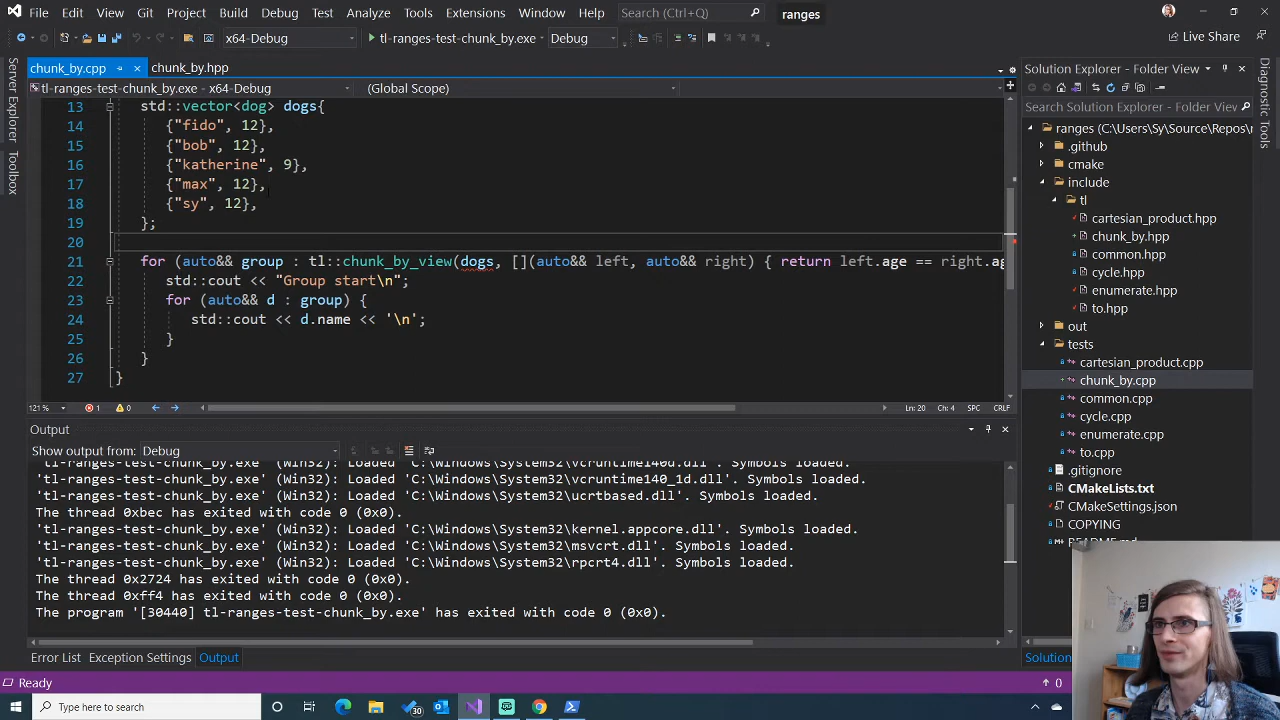 File Edit View Git Project Build Debug Test Analyze Tools Extensions Window Help Search (Ctrl+Q) ranges
x64-Debug tl-ranges-test-chunk_by.exe Debug Live Share
chunk_by.cpp chunk_by.hpp
tl-ranges-test-chunk_by.exe - x64-Debug (Global Scope)
13 std::vector<dog> dogs{
14 {"fido", 12},
15 {"bob", 12},
16 {"katherine", 9},
17 {"max", 12},
18 {"sy", 12},
19 };
20
21 for (auto&& group : tl::chunk_by_view(dogs, [](auto&& left, auto&& right) { return left.age == right.ag
22 std::cout << "Group start\n";
23 for (auto&& d : group) {
24 std::cout << d.name << '\n';
25 }
26 }
27 }
121 % 1 0 Ln: 20 Ch: 4 SPC CRLF
Output
Show output from: Debug
'tl-ranges-test-chunk_by.exe' (Win32): Loaded 'C:\Windows\System32\vcruntime140d.dll'. Symbols loaded.
'tl-ranges-test-chunk_by.exe' (Win32): Loaded 'C:\Windows\System32\vcruntime140_1d.dll'. Symbols loaded.
'tl-ranges-test-chunk_by.exe' (Win32): Loaded 'C:\Windows\System32\ucrtbased.dll'. Symbols loaded.
The thread 0xbec has exited with code 0 (0x0).
'tl-ranges-test-chunk_by.exe' (Win32): Loaded 'C:\Windows\System32\kernel.appcore.dll'. Symbols loaded.
'tl-ranges-test-chunk_by.exe' (Win32): Loaded 'C:\Windows\System32\msvcrt.dll'. Symbols loaded.
'tl-ranges-test-chunk_by.exe' (Win32): Loaded 'C:\Windows\System32\rpcrt4.dll'. Symbols loaded.
The thread 0x2724 has exited with code 0 (0x0).
The thread 0xff4 has exited with code 0 (0x0).
The program '[30440] tl-ranges-test-chunk_by.exe' has exited with code 0 (0x0).
Error List Exception Settings Output
Ready
Type here to search
30
Server Explorer
Toolbox
Solution Explorer - Folder View
Search Solution Explorer - Folder View (Ctrl
ranges (C:\Users\Sy\Source\Repos\r
.github
cmake
include
tl
cartesian_product.hpp
chunk_by.hpp
common.hpp
cycle.hpp
enumerate.hpp
to.hpp
out
tests
cartesian_product.cpp
chunk_by.cpp
common.cpp
cycle.cpp
enumerate.cpp
to.cpp
.gitignore
CMakeLists.txt
CMakeSettings.json
COPYING
README.md
Solution
0
Diagnostic Tools